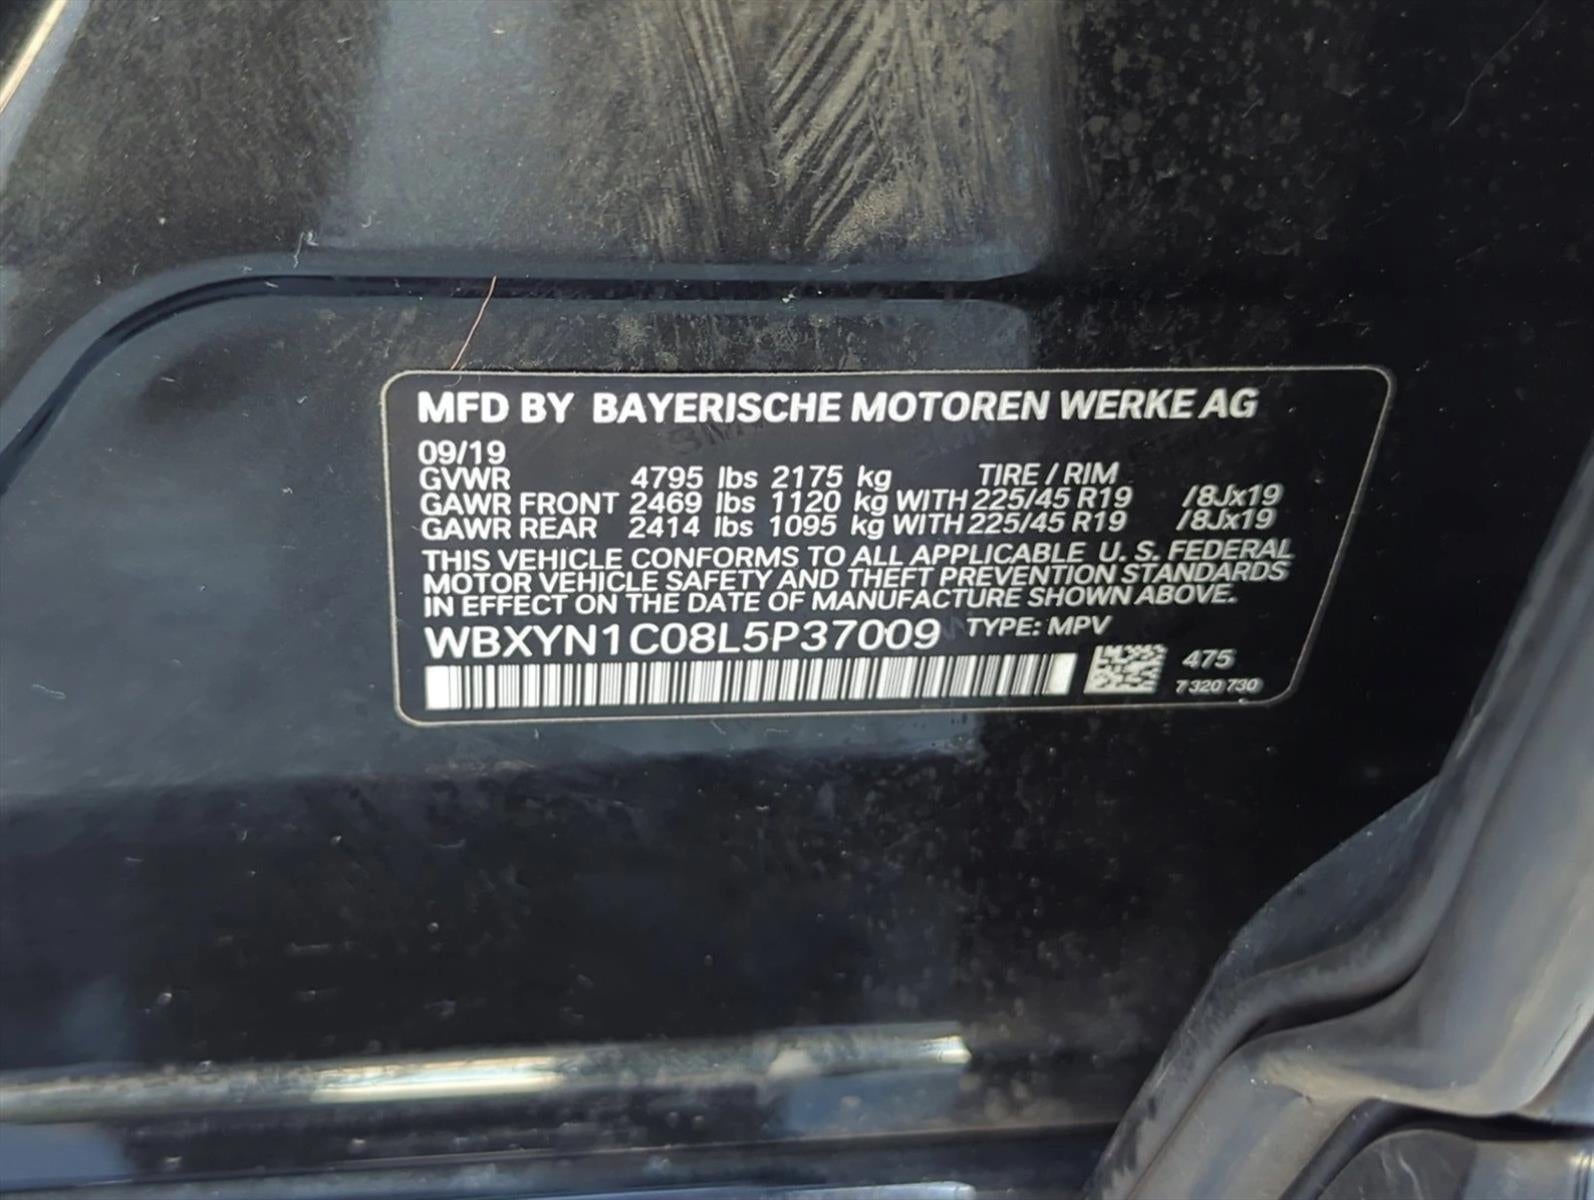 MFD BY BAYERISCHE MOTOREN WERKE AG
09/19
GVWR 4795 lbs 2175 kg TIRE / RIM
GAWR FRONT 2469 lbs 1120 kg WITH 225/45 R19 /8Jx19
GAWR REAR 2414 lbs 1095 kg WITH 225/45 R19 /8Jx19
THIS VEHICLE CONFORMS TO ALL APPLICABLE U. S. FEDERAL
MOTOR VEHICLE SAFETY AND THEFT PREVENTION STANDARDS
IN EFFECT ON THE DATE OF MANUFACTURE SHOWN ABOVE.
WBXYN1C08L5P37009 TYPE: MPV
475
7 320 730